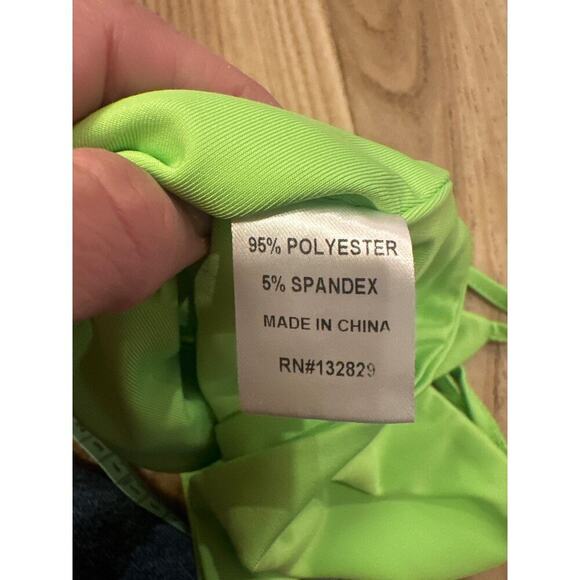 95% POLYESTER
5% SPANDEX
MADE IN CHINA
RN#132829